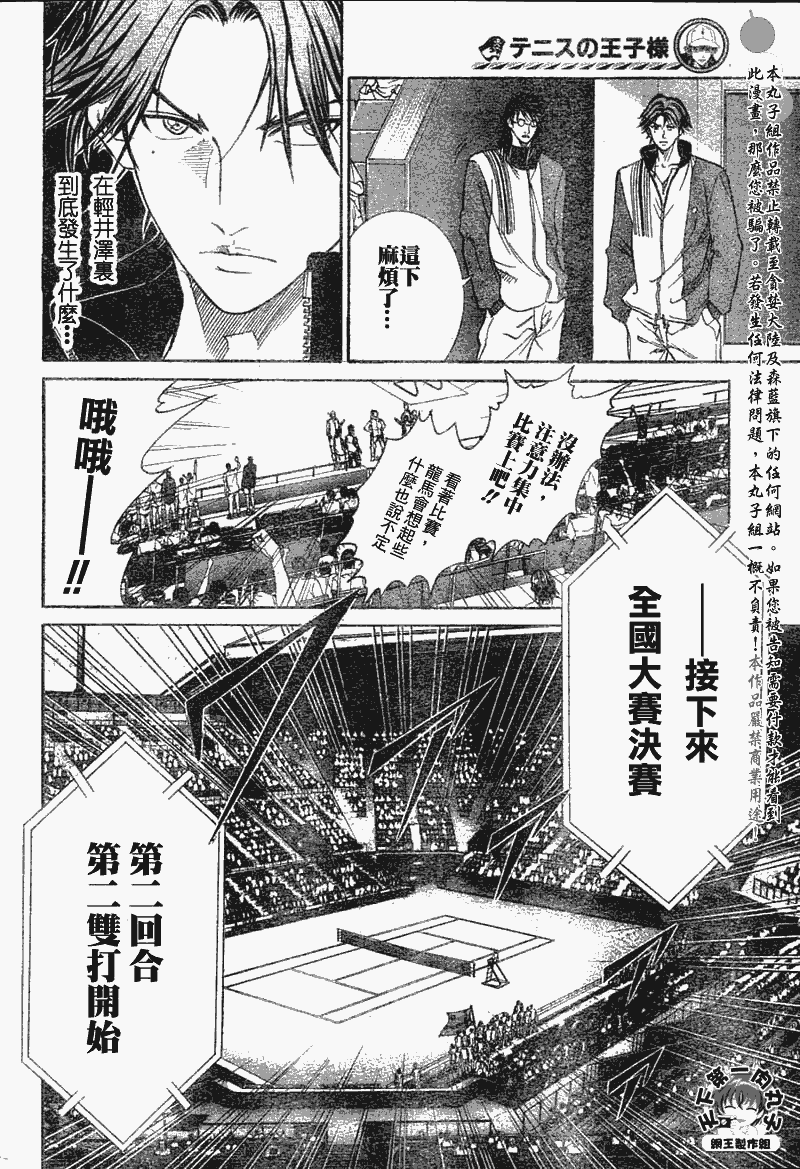 テニスの王子様
這下
麻煩了…
在輕井澤裏
到底發生了什麼…
沒辦法，
注意力集中
比賽上吧!!
看著比賽，
龍馬會想起些
什麼也說不定
哦哦——!!
——接下來
全國大賽決賽
第二回合
第二雙打開始
本丸子組作品禁止轉載至貪婪大陸及森藍旗下的任何網站。如果您被告知需要付款才能看到
此漫畫，那麼您被騙了。若發生任何法律問題，本丸子組一概不負責！本作品嚴禁商業用途！
天下第一肉丸子
網王製作組